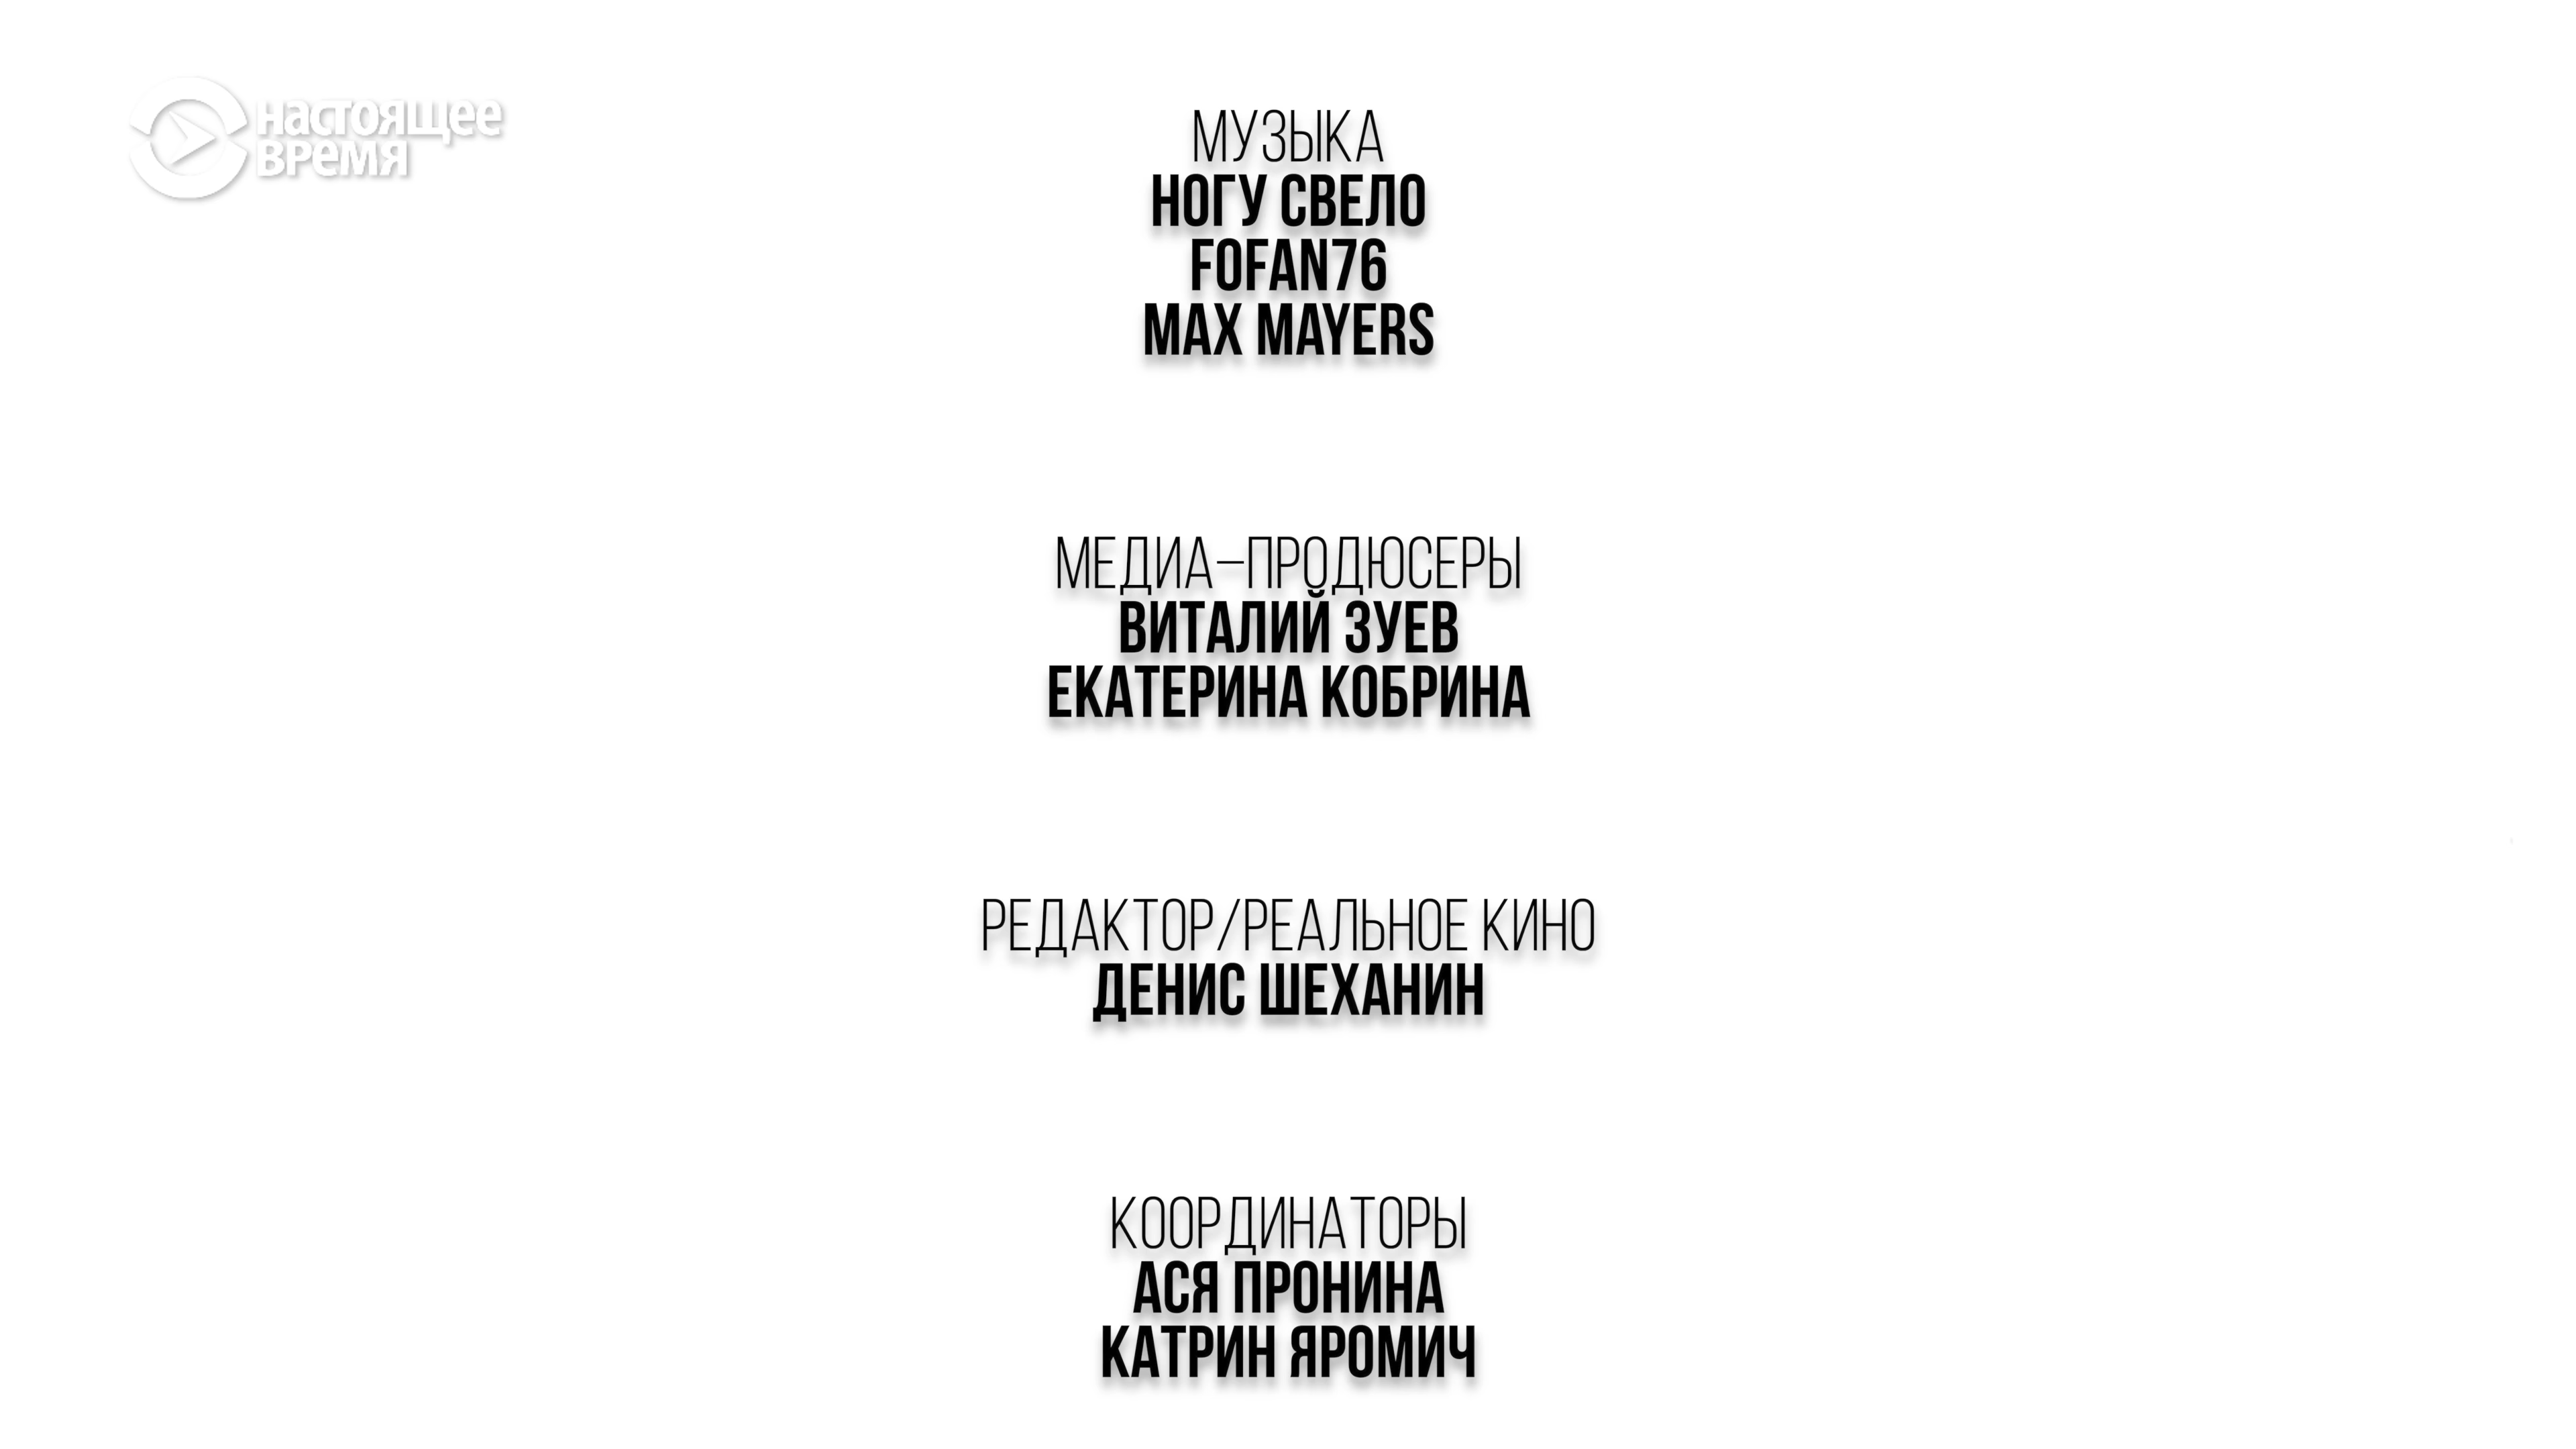 настоящее
время
МУЗЫКА
НОГУ СВЕЛО
FOFAN76
MAX MAYERS
МЕДИА–ПРОДЮСЕРЫ
ВИТАЛИЙ ЗУЕВ
ЕКАТЕРИНА КОБРИНА
РЕДАКТОР/РЕАЛЬНОЕ КИНО
ДЕНИС ШЕХАНИН
КООРДИНАТОРЫ
АСЯ ПРОНИНА
КАТРИН ЯРОМИЧ